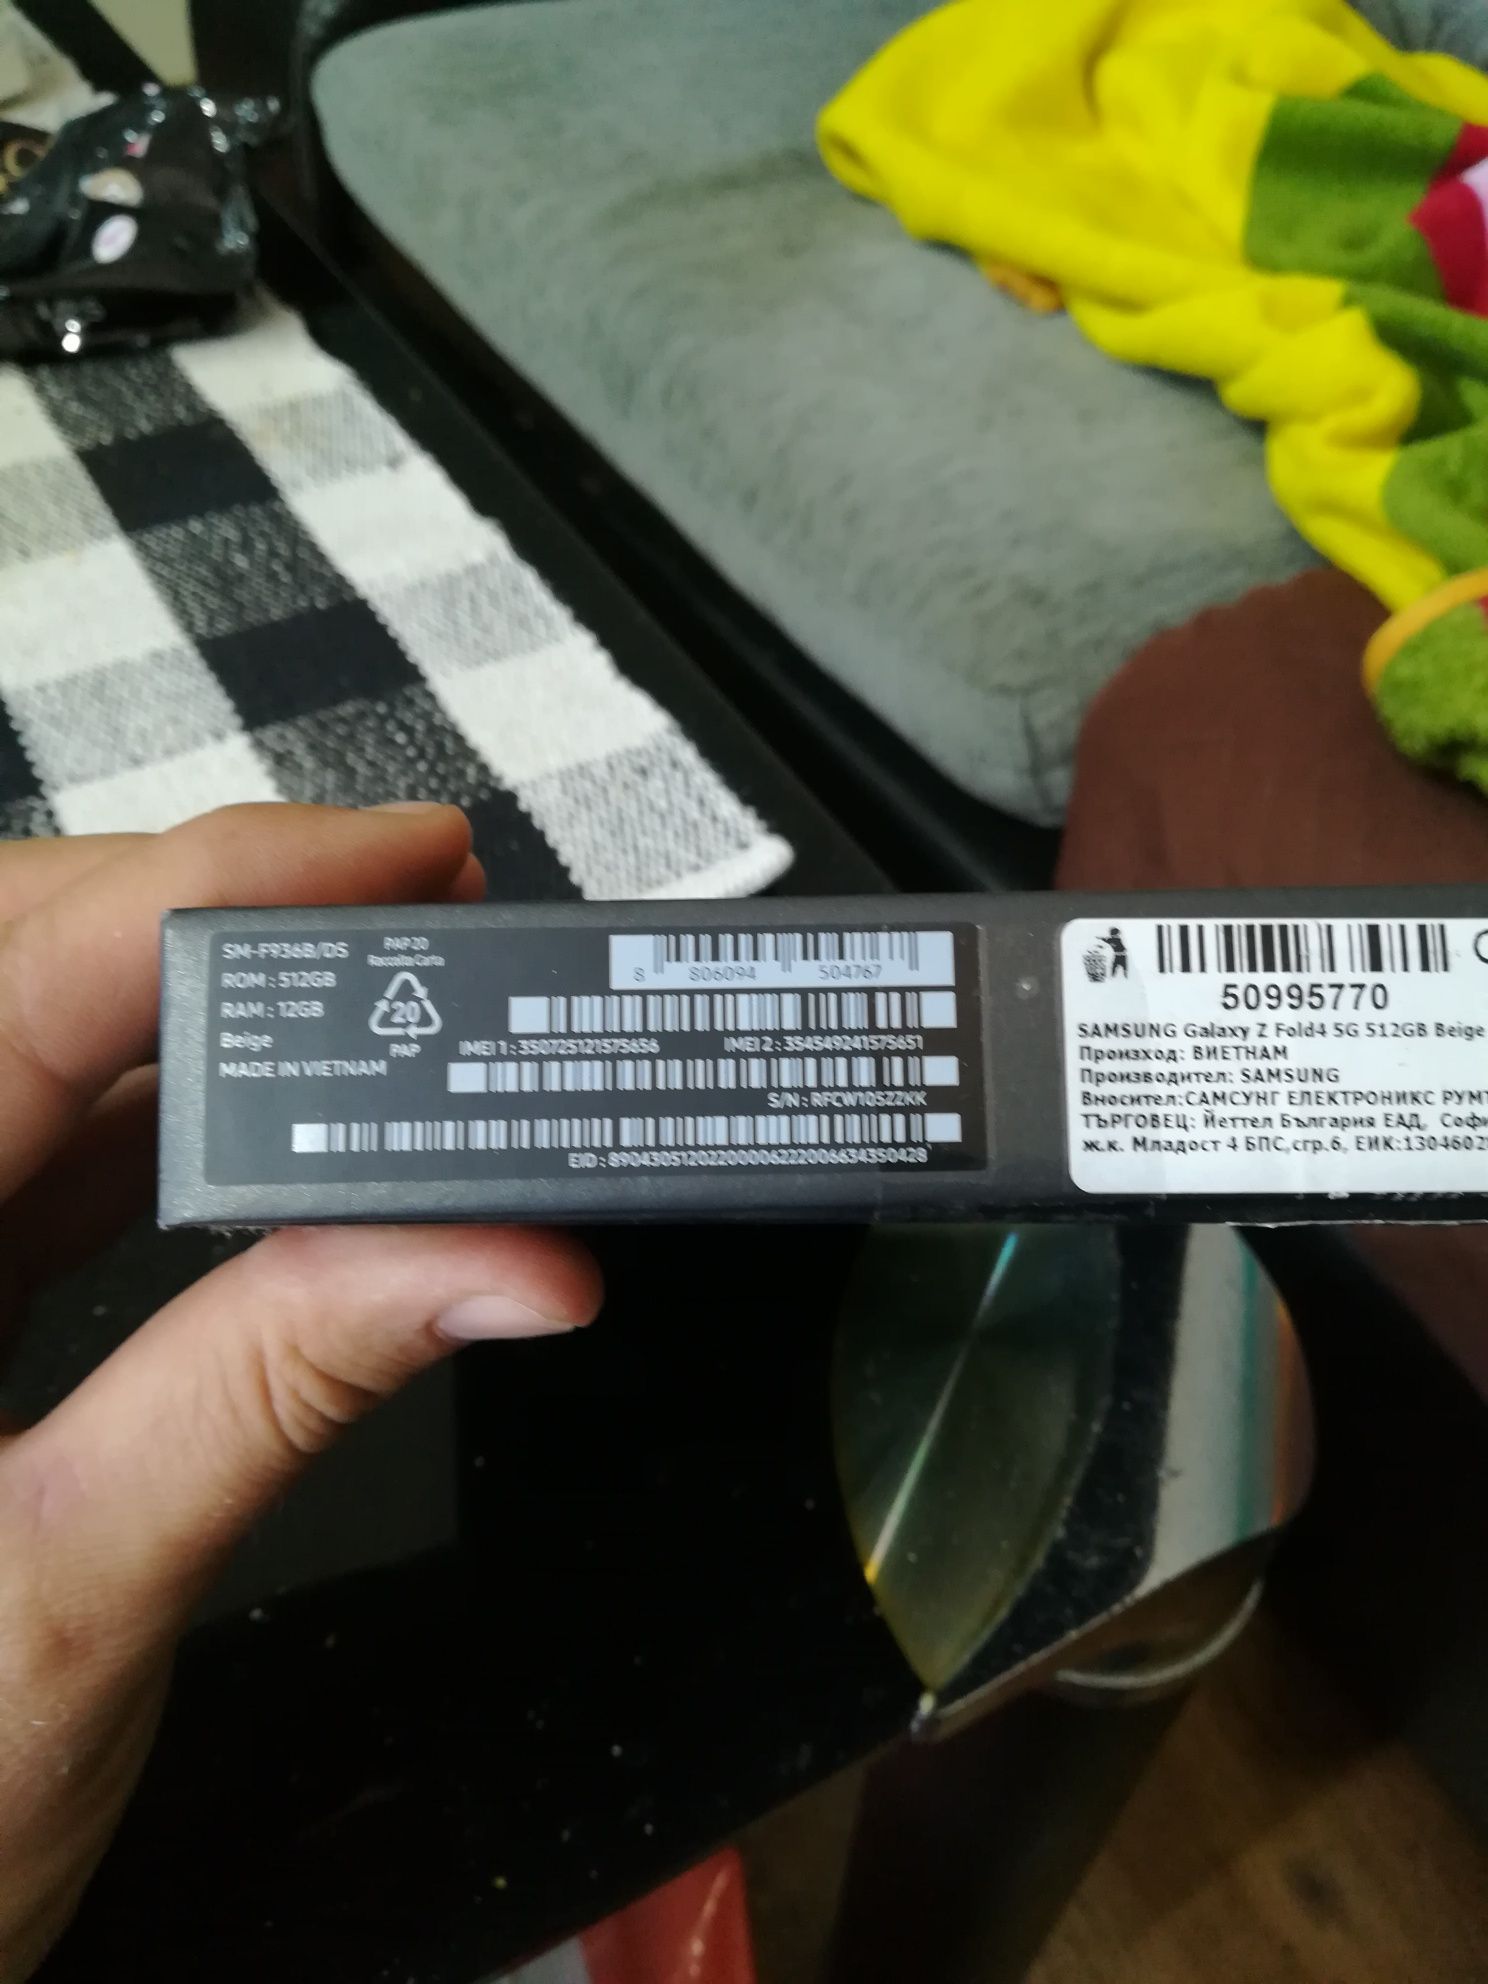 SM-F936B/DS
ROM : 512GB
RAM : 12GB
Beige
MADE IN VIETNAM
PAP 20
Raccolta Carta
20
PAP
8 806094 504767
IMEI 1 : 350725121575656 IMEI 2 : 354549241575651
S/N : RFCW105ZZKK
EID : 89043051202200006222006634350428
50995770
SAMSUNG Galaxy Z Fold4 5G 512GB Beige
Произход: ВИЕТНАМ
Производител: SAMSUNG
Вносител:САМСУНГ ЕЛЕКТРОНИКС
ТЪРГОВЕЦ: Йеттел България ЕАД,
ж.к. Младост 4 БПС,сгр.6, ЕИК: